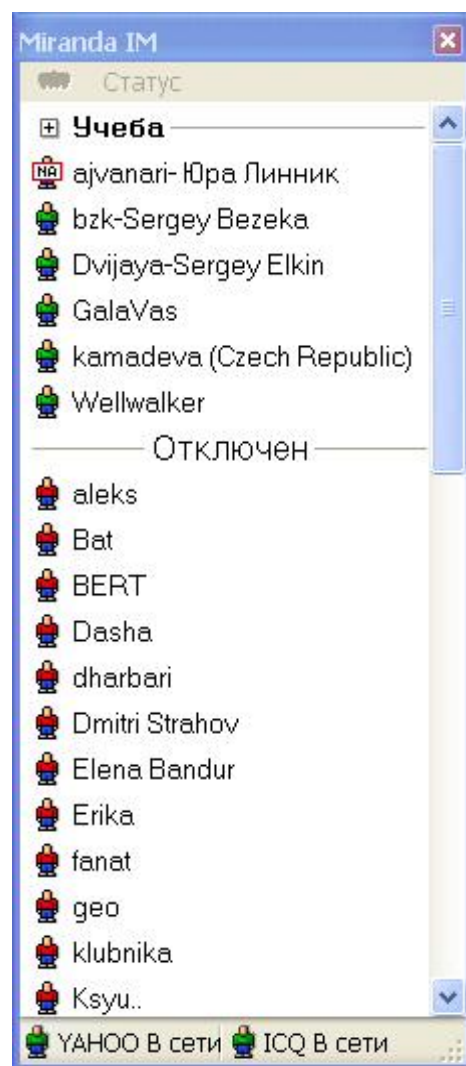 Miranda IM
Статус
Учеба
NA
ajvanari- Юра Линник
bzk-Sergey Bezeka
Dvijaya-Sergey Elkin
GalaVas
kamadeva (Czech Republic)
Wellwalker
Отключен
aleks
Bat
BERT
Dasha
dharbari
Dmitri Strahov
Elena Bandur
Erika
fanat
geo
klubnika
Ksyu..
YAHOO В сети ICQ В сети